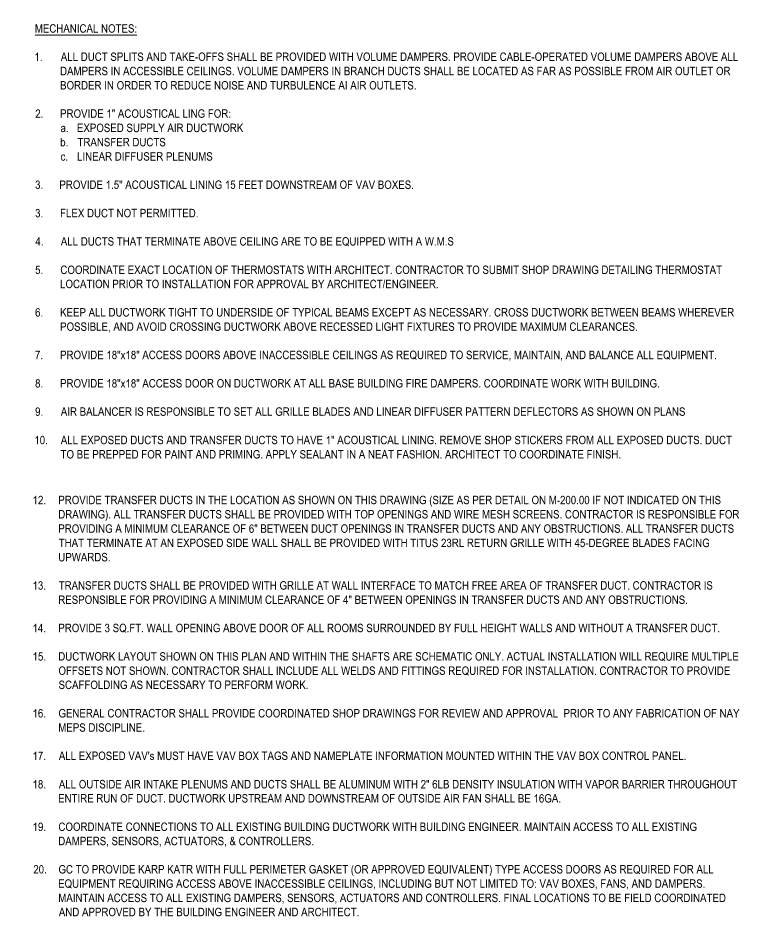 MECHANICAL NOTES:
1. ALL DUCT SPLITS AND TAKE-OFFS SHALL BE PROVIDED WITH VOLUME DAMPERS. PROVIDE CABLE-OPERATED VOLUME DAMPERS ABOVE ALL
DAMPERS IN ACCESSIBLE CEILINGS. VOLUME DAMPERS IN BRANCH DUCTS SHALL BE LOCATED AS FAR AS POSSIBLE FROM AIR OUTLET OR
BORDER IN ORDER TO REDUCE NOISE AND TURBULENCE AI AIR OUTLETS.
2. PROVIDE 1" ACOUSTICAL LING FOR:
a. EXPOSED SUPPLY AIR DUCTWORK
b. TRANSFER DUCTS
c. LINEAR DIFFUSER PLENUMS
3. PROVIDE 1.5" ACOUSTICAL LINING 15 FEET DOWNSTREAM OF VAV BOXES.
3. FLEX DUCT NOT PERMITTED.
4. ALL DUCTS THAT TERMINATE ABOVE CEILING ARE TO BE EQUIPPED WITH A W.M.S
5. COORDINATE EXACT LOCATION OF THERMOSTATS WITH ARCHITECT. CONTRACTOR TO SUBMIT SHOP DRAWING DETAILING THERMOSTAT
LOCATION PRIOR TO INSTALLATION FOR APPROVAL BY ARCHITECT/ENGINEER.
6. KEEP ALL DUCTWORK TIGHT TO UNDERSIDE OF TYPICAL BEAMS EXCEPT AS NECESSARY. CROSS DUCTWORK BETWEEN BEAMS WHEREVER
POSSIBLE, AND AVOID CROSSING DUCTWORK ABOVE RECESSED LIGHT FIXTURES TO PROVIDE MAXIMUM CLEARANCES.
7. PROVIDE 18"x18" ACCESS DOORS ABOVE INACCESSIBLE CEILINGS AS REQUIRED TO SERVICE, MAINTAIN, AND BALANCE ALL EQUIPMENT.
8. PROVIDE 18"x18" ACCESS DOOR ON DUCTWORK AT ALL BASE BUILDING FIRE DAMPERS. COORDINATE WORK WITH BUILDING.
9. AIR BALANCER IS RESPONSIBLE TO SET ALL GRILLE BLADES AND LINEAR DIFFUSER PATTERN DEFLECTORS AS SHOWN ON PLANS
10. ALL EXPOSED DUCTS AND TRANSFER DUCTS TO HAVE 1" ACOUSTICAL LINING. REMOVE SHOP STICKERS FROM ALL EXPOSED DUCTS. DUCT
TO BE PREPPED FOR PAINT AND PRIMING. APPLY SEALANT IN A NEAT FASHION. ARCHITECT TO COORDINATE FINISH.
12. PROVIDE TRANSFER DUCTS IN THE LOCATION AS SHOWN ON THIS DRAWING (SIZE AS PER DETAIL ON M-200.00 IF NOT INDICATED ON THIS
DRAWING). ALL TRANSFER DUCTS SHALL BE PROVIDED WITH TOP OPENINGS AND WIRE MESH SCREENS. CONTRACTOR IS RESPONSIBLE FOR
PROVIDING A MINIMUM CLEARANCE OF 6" BETWEEN DUCT OPENINGS IN TRANSFER DUCTS AND ANY OBSTRUCTIONS. ALL TRANSFER DUCTS
THAT TERMINATE AT AN EXPOSED SIDE WALL SHALL BE PROVIDED WITH TITUS 23RL RETURN GRILLE WITH 45-DEGREE BLADES FACING
UPWARDS.
13. TRANSFER DUCTS SHALL BE PROVIDED WITH GRILLE AT WALL INTERFACE TO MATCH FREE AREA OF TRANSFER DUCT. CONTRACTOR IS
RESPONSIBLE FOR PROVIDING A MINIMUM CLEARANCE OF 4" BETWEEN OPENINGS IN TRANSFER DUCTS AND ANY OBSTRUCTIONS.
14. PROVIDE 3 SQ.FT. WALL OPENING ABOVE DOOR OF ALL ROOMS SURROUNDED BY FULL HEIGHT WALLS AND WITHOUT A TRANSFER DUCT.
15. DUCTWORK LAYOUT SHOWN ON THIS PLAN AND WITHIN THE SHAFTS ARE SCHEMATIC ONLY. ACTUAL INSTALLATION WILL REQUIRE MULTIPLE
OFFSETS NOT SHOWN. CONTRACTOR SHALL INCLUDE ALL WELDS AND FITTINGS REQUIRED FOR INSTALLATION. CONTRACTOR TO PROVIDE
SCAFFOLDING AS NECESSARY TO PERFORM WORK.
16. GENERAL CONTRACTOR SHALL PROVIDE COORDINATED SHOP DRAWINGS FOR REVIEW AND APPROVAL PRIOR TO ANY FABRICATION OF NAY
MEPS DISCIPLINE.
17. ALL EXPOSED VAV's MUST HAVE VAV BOX TAGS AND NAMEPLATE INFORMATION MOUNTED WITHIN THE VAV BOX CONTROL PANEL.
18. ALL OUTSIDE AIR INTAKE PLENUMS AND DUCTS SHALL BE ALUMINUM WITH 2" 6LB DENSITY INSULATION WITH VAPOR BARRIER THROUGHOUT
ENTIRE RUN OF DUCT. DUCTWORK UPSTREAM AND DOWNSTREAM OF OUTSIDE AIR FAN SHALL BE 16GA.
19. COORDINATE CONNECTIONS TO ALL EXISTING BUILDING DUCTWORK WITH BUILDING ENGINEER. MAINTAIN ACCESS TO ALL EXISTING
DAMPERS, SENSORS, ACTUATORS, & CONTROLLERS.
20. GC TO PROVIDE KARP KATR WITH FULL PERIMETER GASKET (OR APPROVED EQUIVALENT) TYPE ACCESS DOORS AS REQUIRED FOR ALL
EQUIPMENT REQUIRING ACCESS ABOVE INACCESSIBLE CEILINGS, INCLUDING BUT NOT LIMITED TO: VAV BOXES, FANS, AND DAMPERS.
MAINTAIN ACCESS TO ALL EXISTING DAMPERS, SENSORS, ACTUATORS AND CONTROLLERS. FINAL LOCATIONS TO BE FIELD COORDINATED
AND APPROVED BY THE BUILDING ENGINEER AND ARCHITECT.